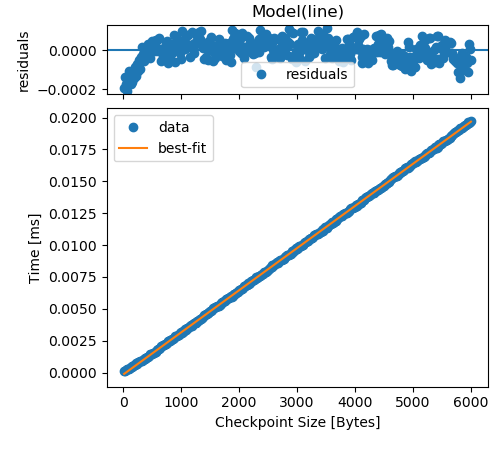 Model(line)
residuals
0.0000
−0.0002
residuals
Time [ms]
0.0200
0.0175
0.0150
0.0125
0.0100
0.0075
0.0050
0.0025
0.0000
data
best-fit
0 1000 2000 3000 4000 5000 6000
Checkpoint Size [Bytes]